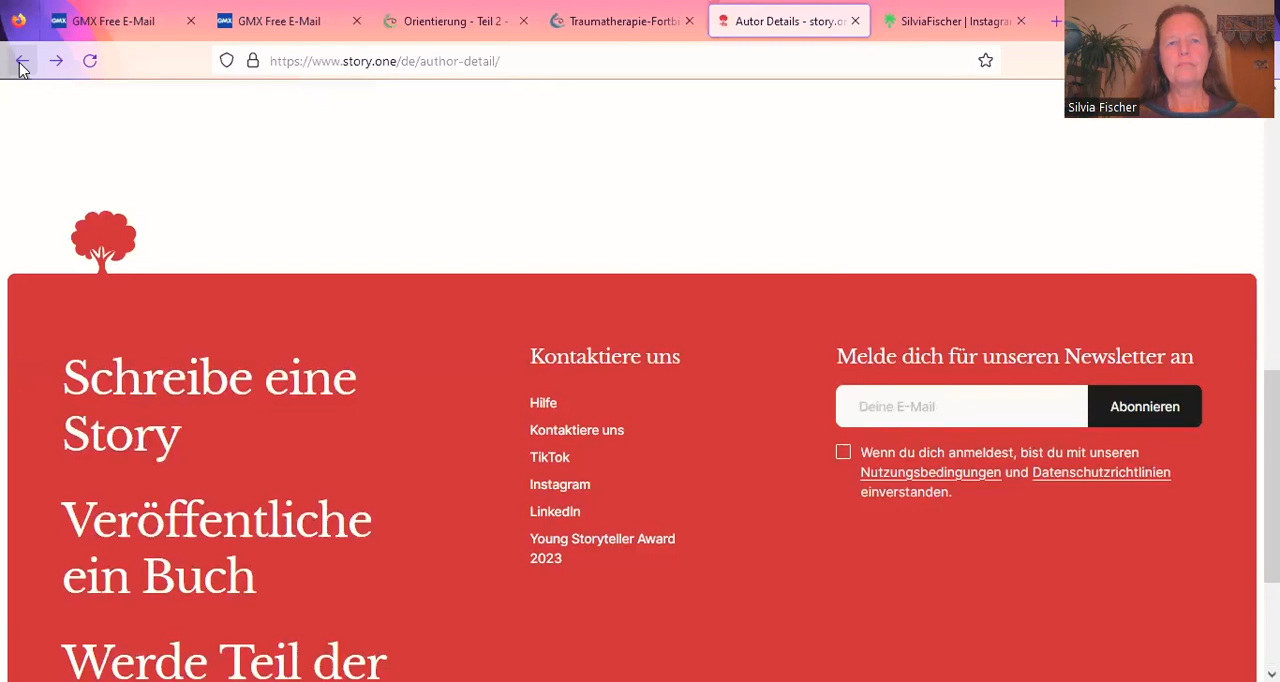 GMX Free E-Mail
GMX Free E-Mail
Orientierung - Teil 2 -
Traumatherapie-Fortbi
Autor Details - story.or
SilviaFischer | Instagra
https://www.story.one/de/author-detail/
Silvia Fischer
Schreibe eine
Story
Veröffentliche
ein Buch
Werde Teil der
Kontaktiere uns
Hilfe
Kontaktiere uns
TikTok
Instagram
LinkedIn
Young Storyteller Award
2023
Melde dich für unseren Newsletter an
Deine E-Mail
Abonnieren
Wenn du dich anmeldest, bist du mit unseren
Nutzungsbedingungen und Datenschutzrichtlinien
einverstanden.